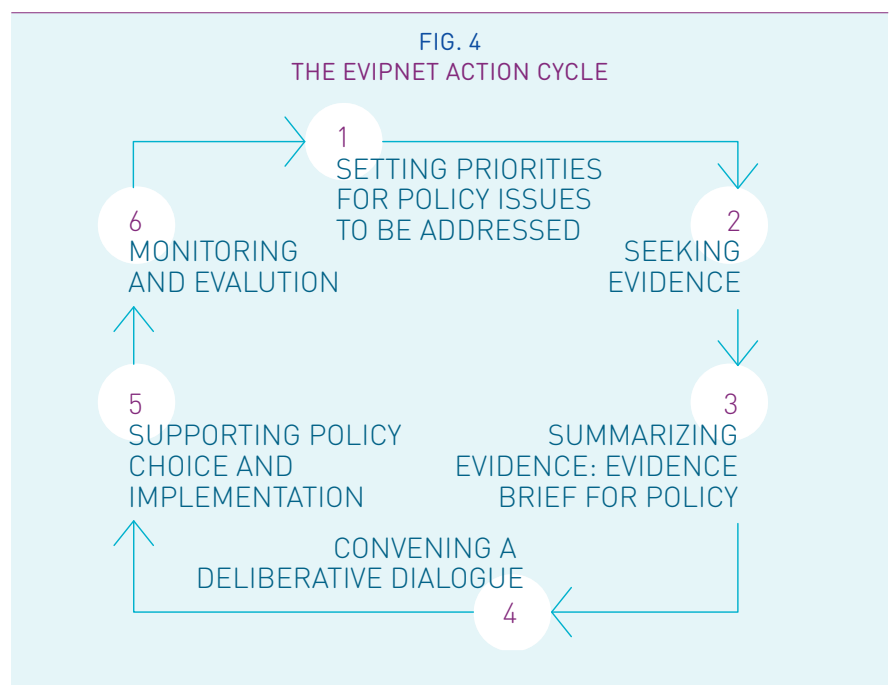 FIG. 4
THE EVIPNET ACTION CYCLE
1
SETTING PRIORITIES
FOR POLICY ISSUES
TO BE ADDRESSED
2
SEEKING
EVIDENCE
3
SUMMARIZING
EVIDENCE: EVIDENCE
BRIEF FOR POLICY
CONVENING A
DELIBERATIVE DIALOGUE
4
5
SUPPORTING POLICY
CHOICE AND
IMPLEMENTATION
6
MONITORING
AND EVALUTION